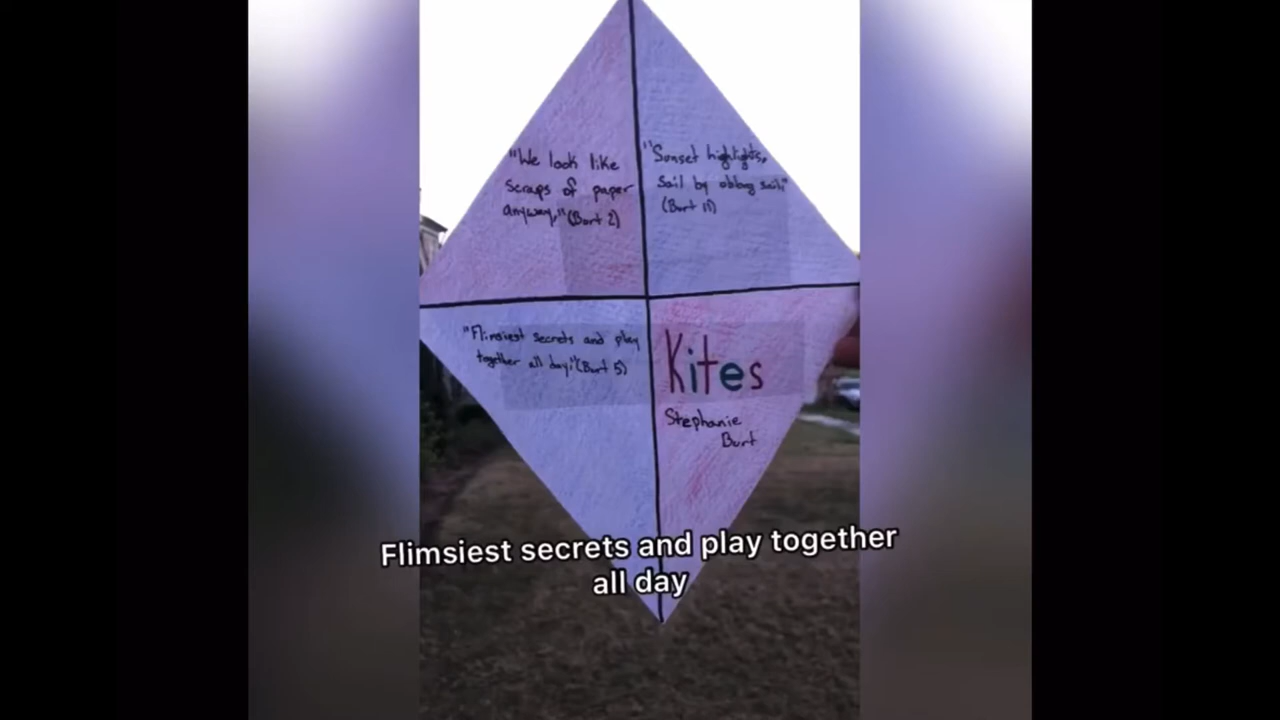 "We look like
scraps of paper
anyway," (Burt 2)
"Sunset highlights,
Sail by oblong sails"
(Burt 11)
"Flimsiest secrets and play
together all day;" (Burt 5)
Kites
Stephanie
Burt
Flimsiest secrets and play together
all day